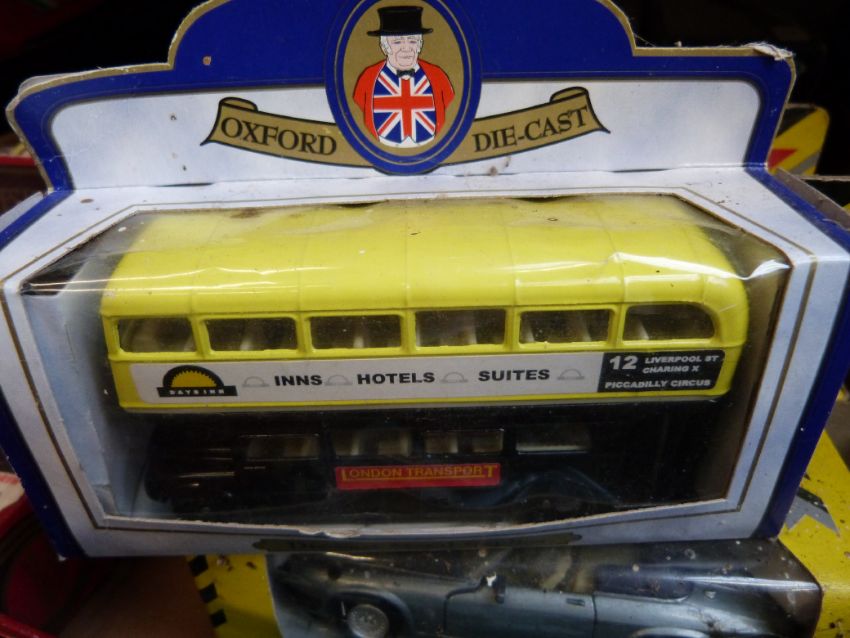 OXFORD DIE-CAST
DAYS INN
INNS HOTELS SUITES
12 LIVERPOOL ST
CHARING X
PICCADILLY CIRCUS
LONDON TRANSPORT